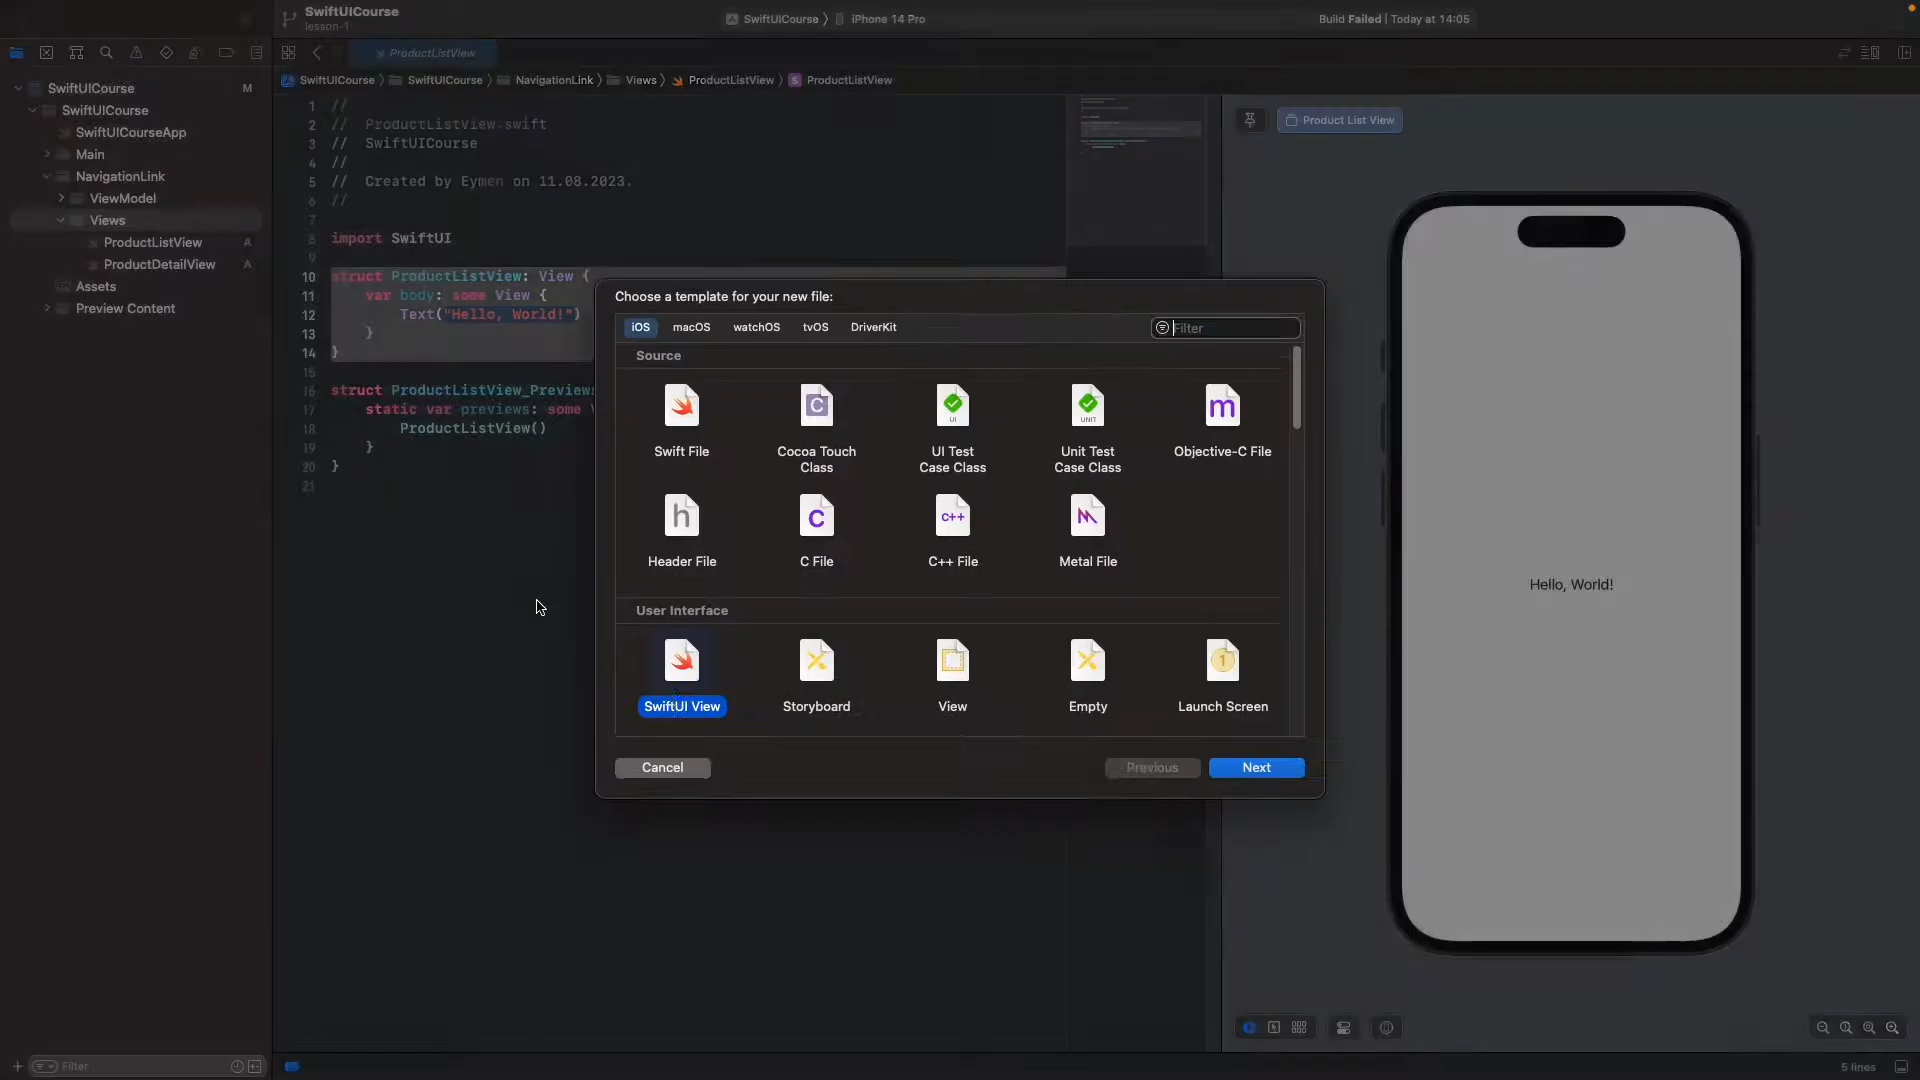 SwiftUICourse
lesson-1
SwiftUICourse 〉 iPhone 14 Pro
Build Failed | Today at 14:05
ProductListView
SwiftUICourse 〉 SwiftUICourse 〉 NavigationLink 〉 Views 〉 ProductListView 〉 S ProductListView
SwiftUICourse M
SwiftUICourse
SwiftUICourseApp
Main
NavigationLink
ViewModel
Views
ProductListView A
ProductDetailView A
Assets
Preview Content
1 //
2 // ProductListView.swift
3 // SwiftUICourse
4 //
5 // Created by Eymen on 11.08.2023.
6 //
7
8 import SwiftUI
9
10 struct ProductListView: View {
11 var body: some View {
12 Text("Hello, World!")
13 }
14 }
15
16 struct ProductListView_Previews
17 static var previews: some V
18 ProductListView()
19 }
20 }
21
Choose a template for your new file:
iOS macOS watchOS tvOS DriverKit
Filter
Source
Swift File
Cocoa Touch
Class
UI
UI Test
Case Class
UNIT
Unit Test
Case Class
m
Objective-C File
h
Header File
C
C File
C++
C++ File
Metal File
User Interface
SwiftUI View
Storyboard
View
Empty
1
Launch Screen
Cancel
Previous
Next
Product List View
Hello, World!
Filter
5 lines